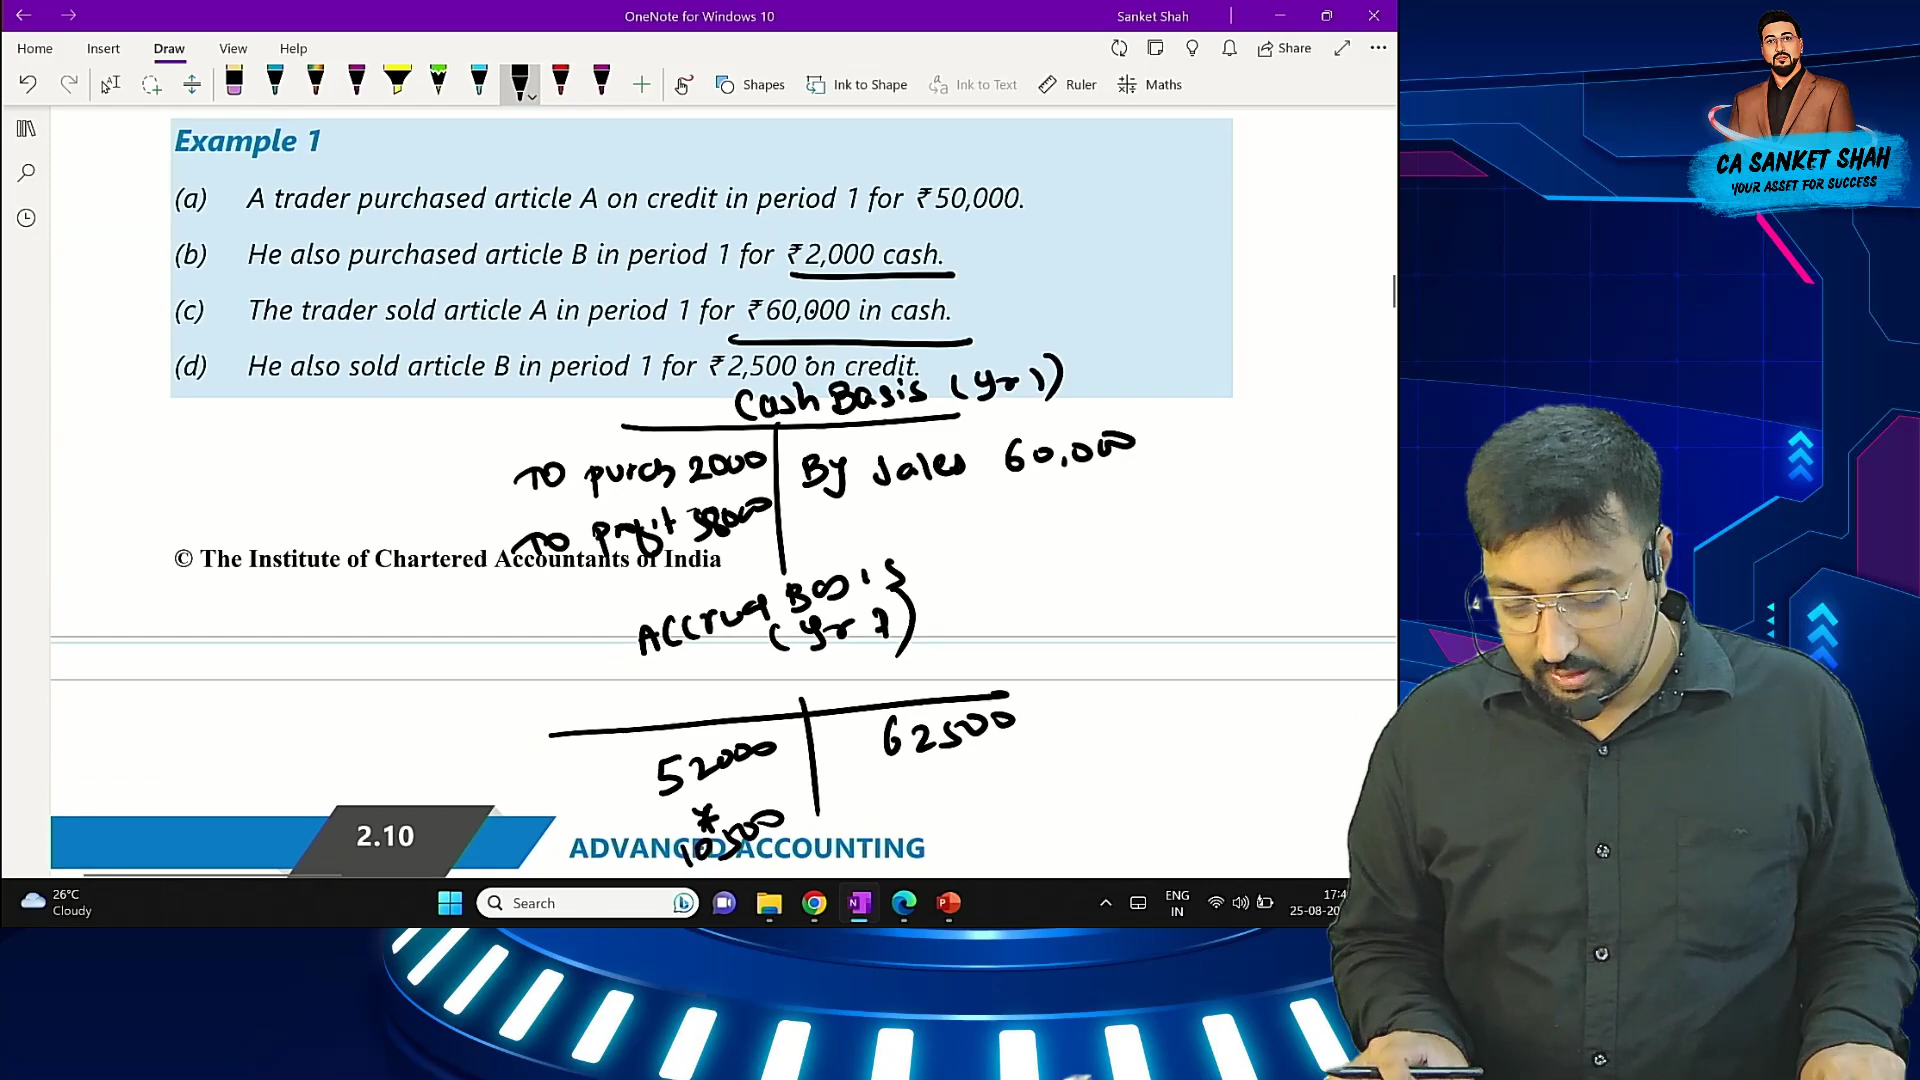 OneNote for Windows 10
Sanket Shah
Home Insert Draw View Help
Share
Shapes Ink to Shape Ink to Text Ruler Maths
CA SANKET SHAH
YOUR ASSET FOR SUCCESS
Example 1
(a) A trader purchased article A on credit in period 1 for ₹50,000.
(b) He also purchased article B in period 1 for ₹2,000 cash.
(c) The trader sold article A in period 1 for ₹60,000 in cash.
(d) He also sold article B in period 1 for ₹2,500 on credit.
Cash Basis (Yr 1)
To purch 2000 By Sales 60,000
To profit 58000
© The Institute of Chartered Accountants of India
Accrual
(Yr 1)
52000 62500
10500
2.10 ADVANCED ACCOUNTING
26°C
Cloudy
Search
ENG
IN
17:4
25-08-20